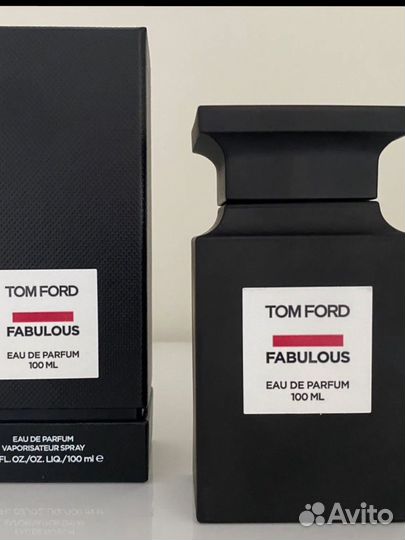 TOM FORD
FABULOUS
EAU DE PARFUM
100 ML
EAU DE PARFUM
VAPORISATEUR SPRAY
FL. OZ./OZ. LIQ./100 ml e
TOM FORD
FABULOUS
EAU DE PARFUM
100 ML
Avito